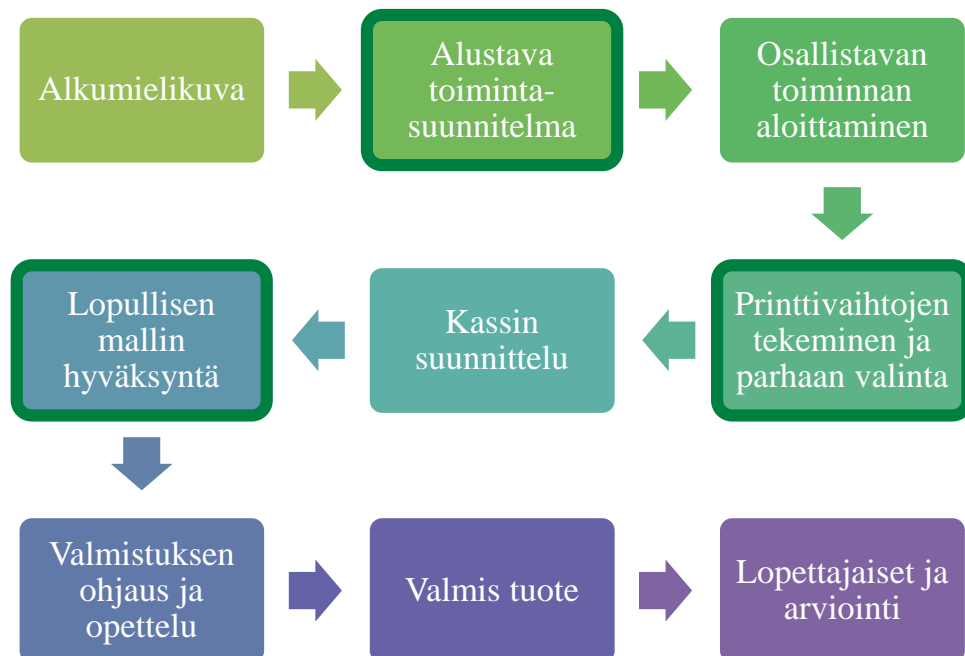 Alkumielikuva
Alustava
toiminta-
suunnitelma
Osallistavan
toiminnan
aloittaminen
Printtivaihtojen
tekeminen ja
parhaan valinta
Kassin
suunnittelu
Lopullisen
mallin
hyväksyntä
Valmistuksen
ohjaus ja
opettelu
Valmis tuote
Lopettajaiset ja
arviointi